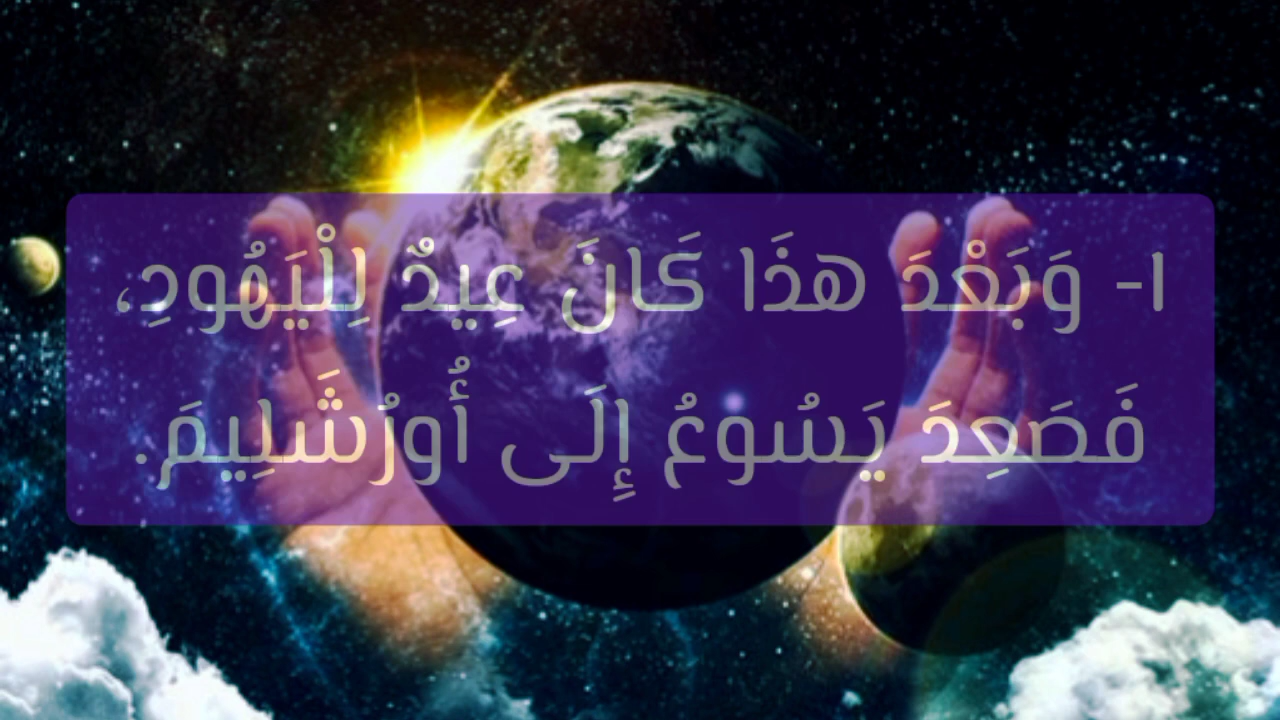 ١- وَبَعْدَ هذَا كَانَ عِيدٌ لِلْيَهُودِ،
فَصَعِدَ يَسُوعُ إِلَى أُورُشَلِيمَ.